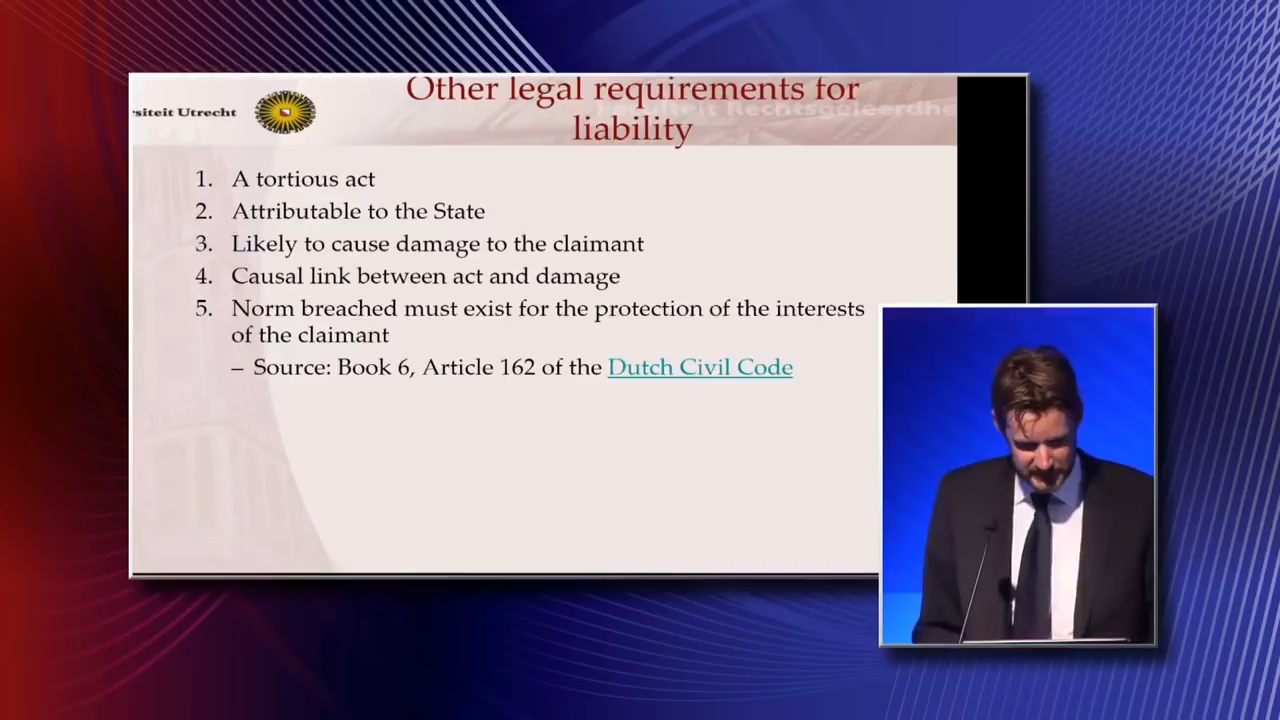 Other legal requirements for
liability
siteit Utrecht
1. A tortious act
2. Attributable to the State
3. Likely to cause damage to the claimant
4. Causal link between act and damage
5. Norm breached must exist for the protection of the interests
of the claimant
– Source: Book 6, Article 162 of the Dutch Civil Code